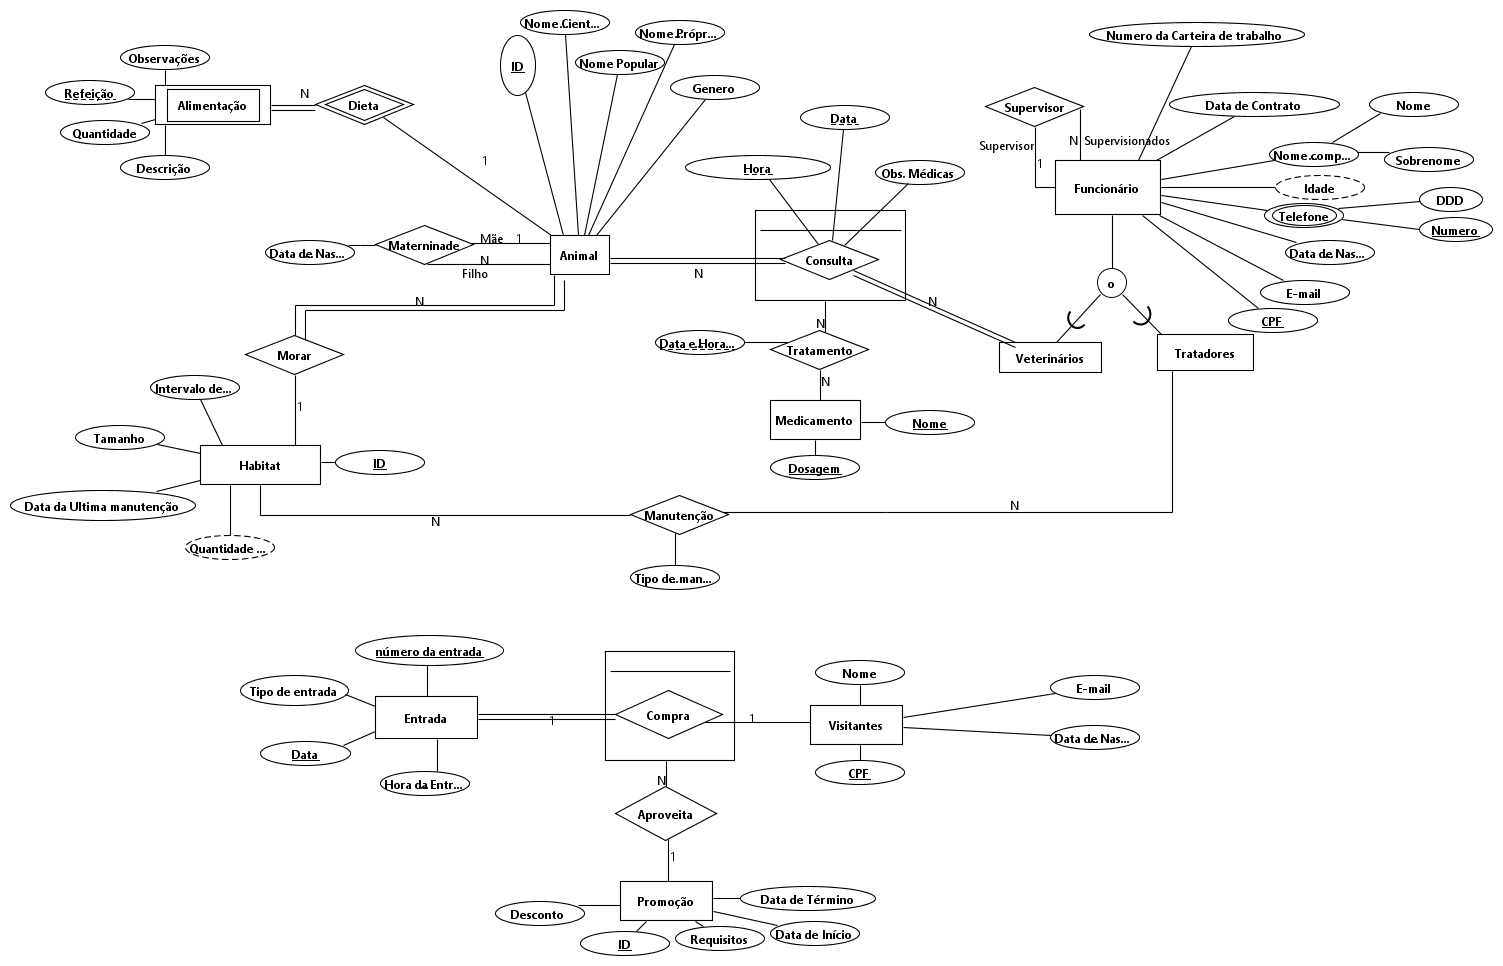 Nome Cient...
Nome Própr...
Numero da Carteira de trabalho
Observações
ID
Nome Popular
Genero
Refeição
Alimentação
N
Dieta
Supervisor
Data de Contrato
Nome
Quantidade
Data
Descrição
1
Supervisor
N
Supervisionados
1
Nome comp...
Sobrenome
Hora
Obs. Médicas
Funcionário
Idade
DDD
Telefone
Numero
Data de Nas...
Materninade
Mãe
1
N
Filho
Animal
N
Consulta
Data de Nas...
E-mail
CPF
o
N
N
N
Morar
Data e Hora...
Tratamento
Veterinários
Tratadores
N
Intervalo de...
1
Medicamento
Nome
Tamanho
Habitat
ID
Dosagem
Data da Ultima manutenção
N
Manutenção
N
Quantidade ...
Tipo de man...
número da entrada
Tipo de entrada
Entrada
1
Compra
1
Nome
Visitantes
E-mail
Data
Data de Nas...
Hora da Entr...
CPF
N
Aproveita
1
Desconto
Promoção
Data de Término
ID
Requisitos
Data de Início